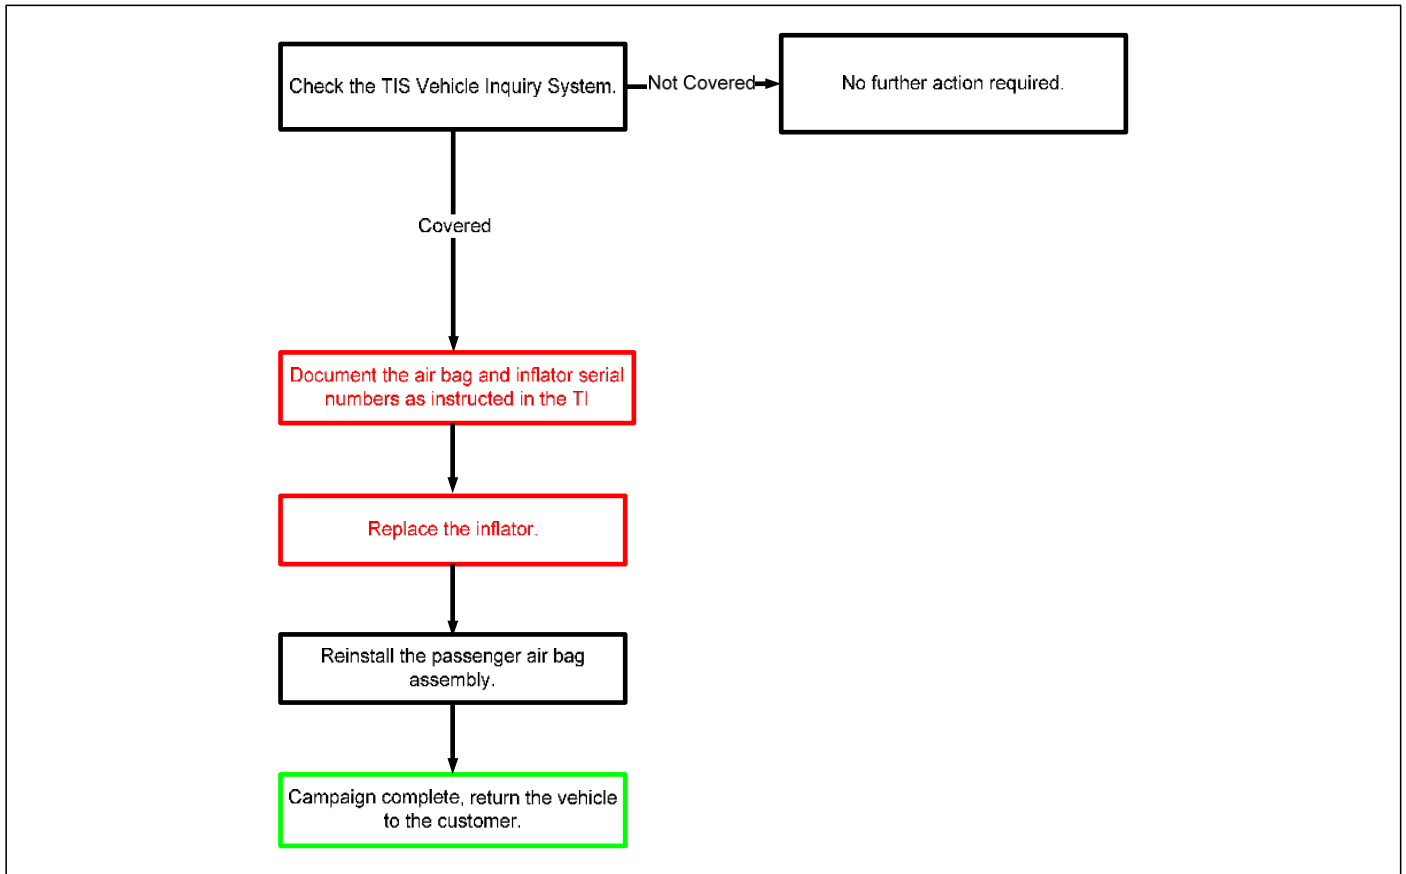 Check the TIS Vehicle Inquiry System.
Not Covered
No further action required.
Covered
Document the air bag and inflator serial
numbers as instructed in the TI
Replace the inflator.
Reinstall the passenger air bag
assembly.
Campaign complete, return the vehicle
to the customer.